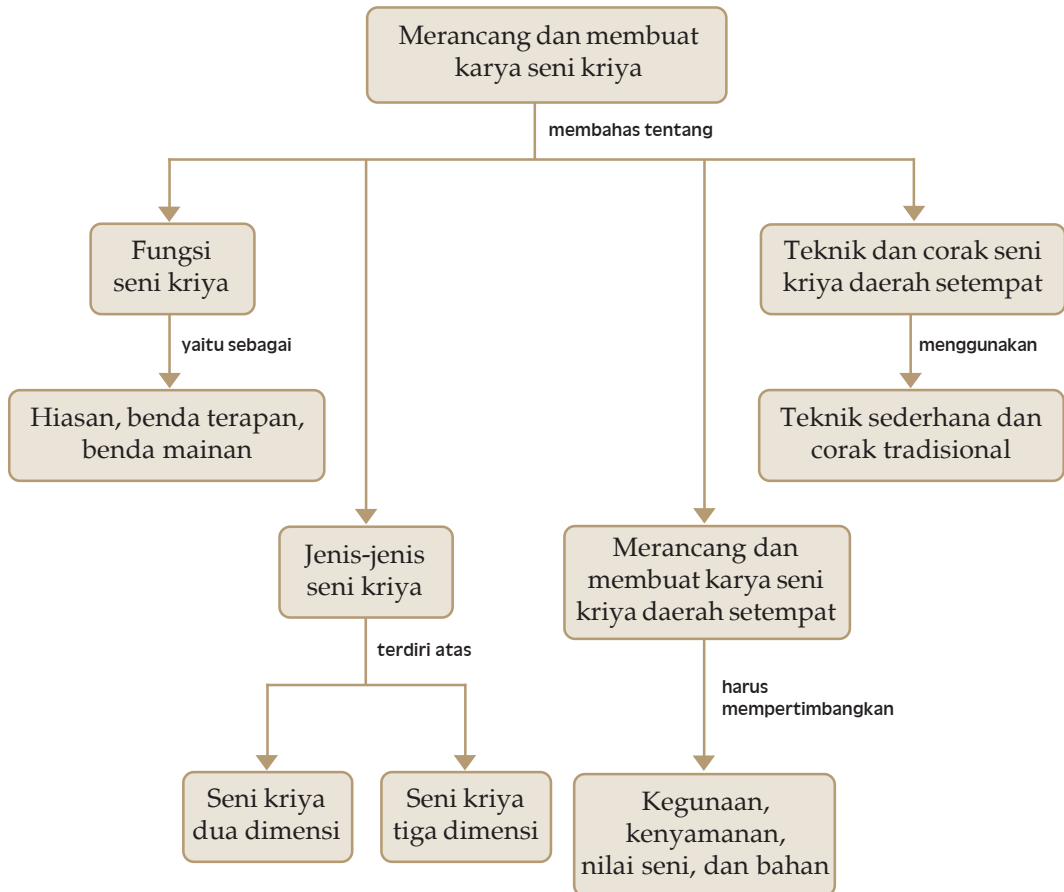 Merancang dan membuat
karya seni kriya
membahas tentang
Fungsi
seni kriya
Teknik dan corak seni
kriya daerah setempat
yaitu sebagai
menggunakan
Hiasan, benda terapan,
benda mainan
Teknik sederhana dan
corak tradisional
Jenis-jenis
seni kriya
Merancang dan
membuat karya seni
kriya daerah setempat
terdiri atas
harus
mempertimbangkan
Seni kriya
dua dimensi
Seni kriya
tiga dimensi
Kegunaan,
kenyamanan,
nilai seni, dan bahan